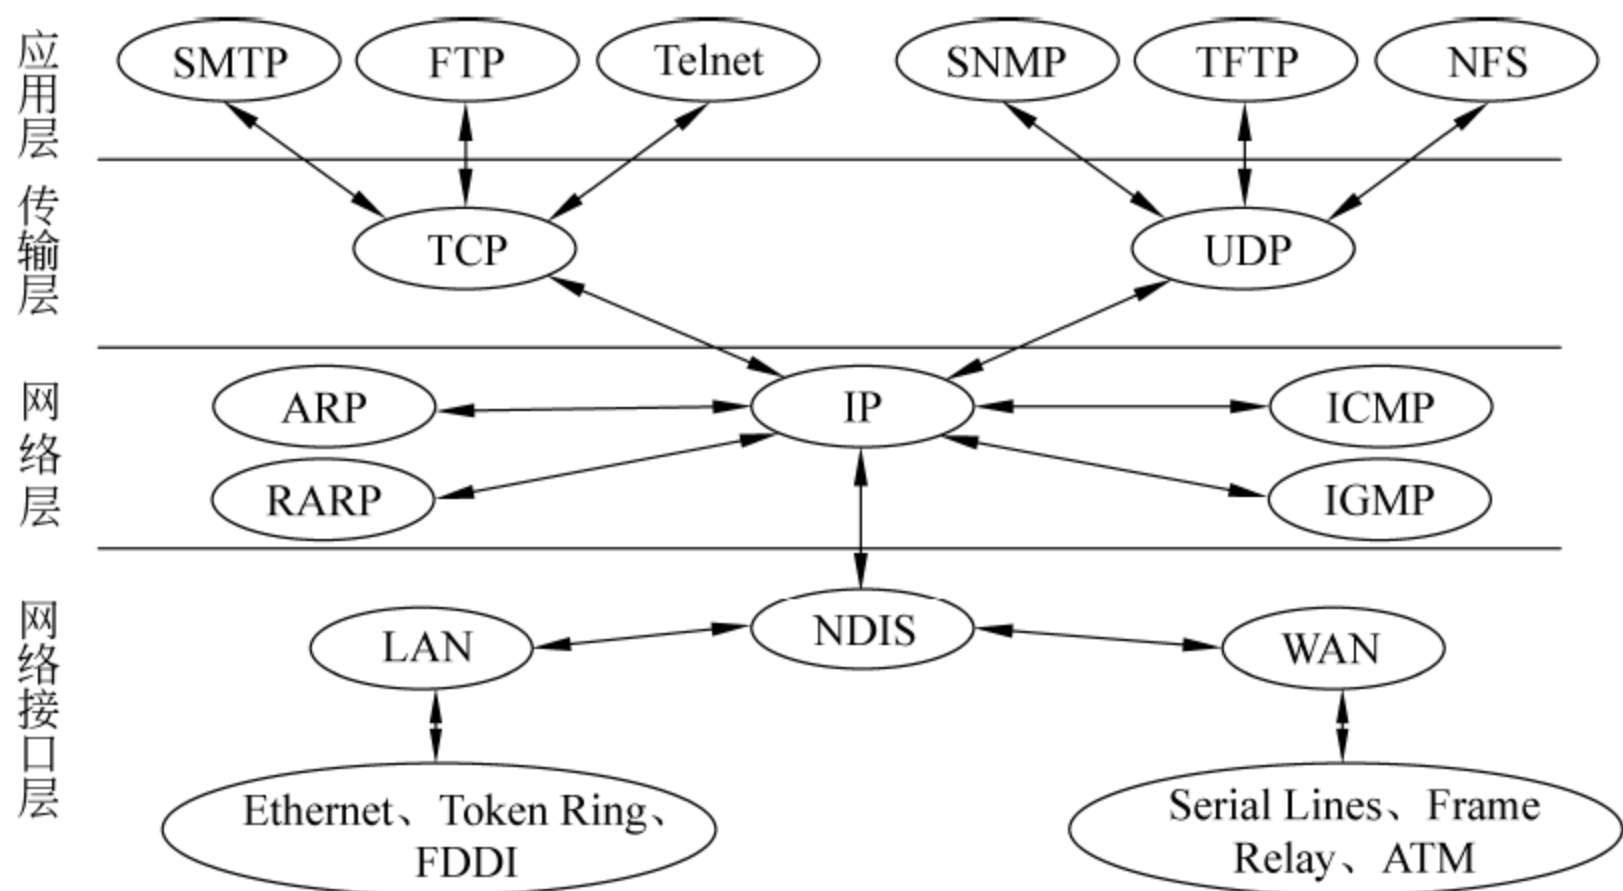 应用层
SMTP
FTP
Telnet
SNMP
TFTP
NFS
传输层
TCP
UDP
网络层
ARP
IP
ICMP
RARP
IGMP
网络接口层
LAN
NDIS
WAN
Ethernet、Token Ring、
FDDI
Serial Lines、Frame
Relay、ATM